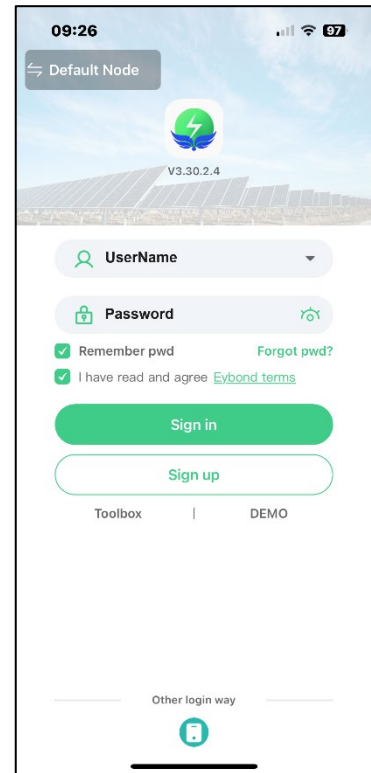 09:26
97
Default Node
V3.30.2.4
UserName
Password
Remember pwd Forgot pwd?
I have read and agree Eybond terms
Sign in
Sign up
Toolbox | DEMO
Other login way